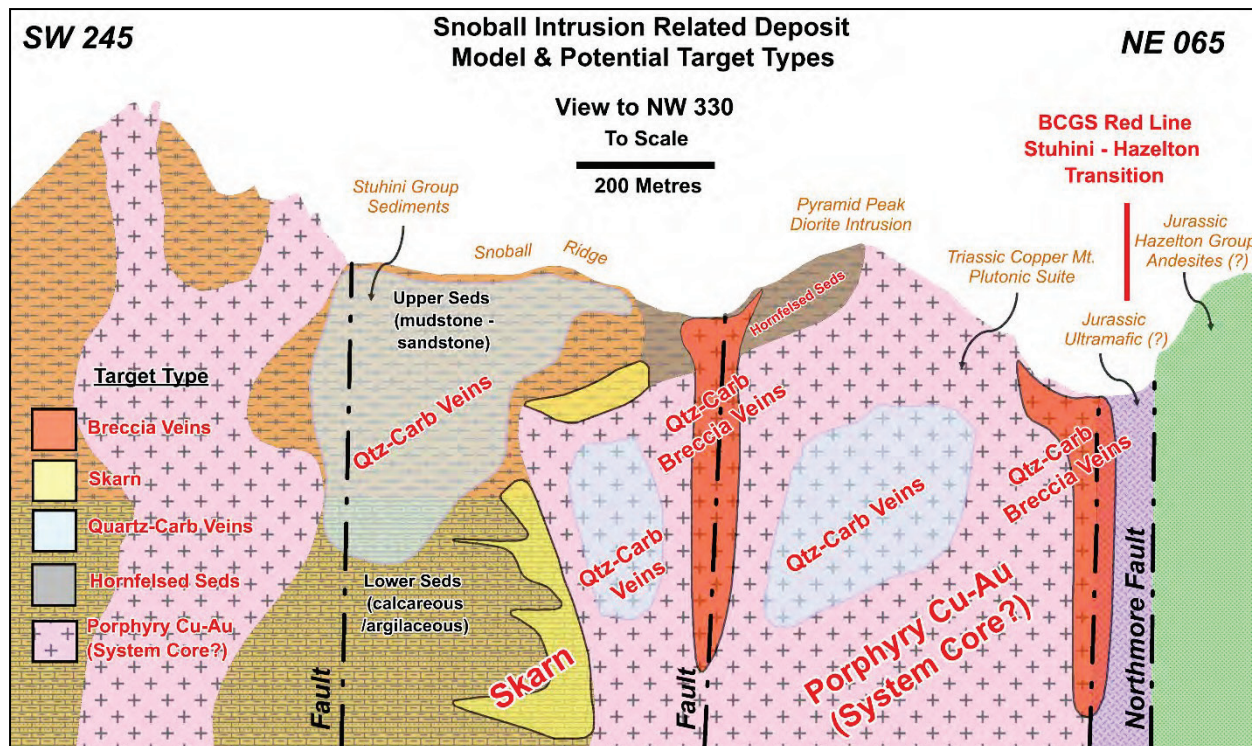 SW 245
Snoball Intrusion Related Deposit
Model & Potential Target Types
NE 065
View to NW 330
To Scale
200 Metres
BCGS Red Line
Stuhini - Hazelton
Transition
Stuhini Group
Sediments
Snoball Ridge
Pyramid Peak
Diorite Intrusion
Triassic Copper Mt.
Plutonic Suite
Jurassic
Hazelton Group
Andesites (?)
Jurassic
Ultramafic (?)
Upper Seds
(mudstone -
sandstone)
Hornfelsed Seds
Qtz-Carb Veins
Qtz-Carb
Breccia Veins
Qtz-Carb
Veins
Qtz-Carb Veins
Qtz-Carb
Breccia Veins
Target Type
Breccia Veins
Skarn
Quartz-Carb Veins
Hornfelsed Seds
Porphyry Cu-Au
(System Core?)
Lower Seds
(calcareous
/argilaceous)
Skarn
Porphyry Cu-Au
(System Core?)
Fault
Fault
Northmore Fault